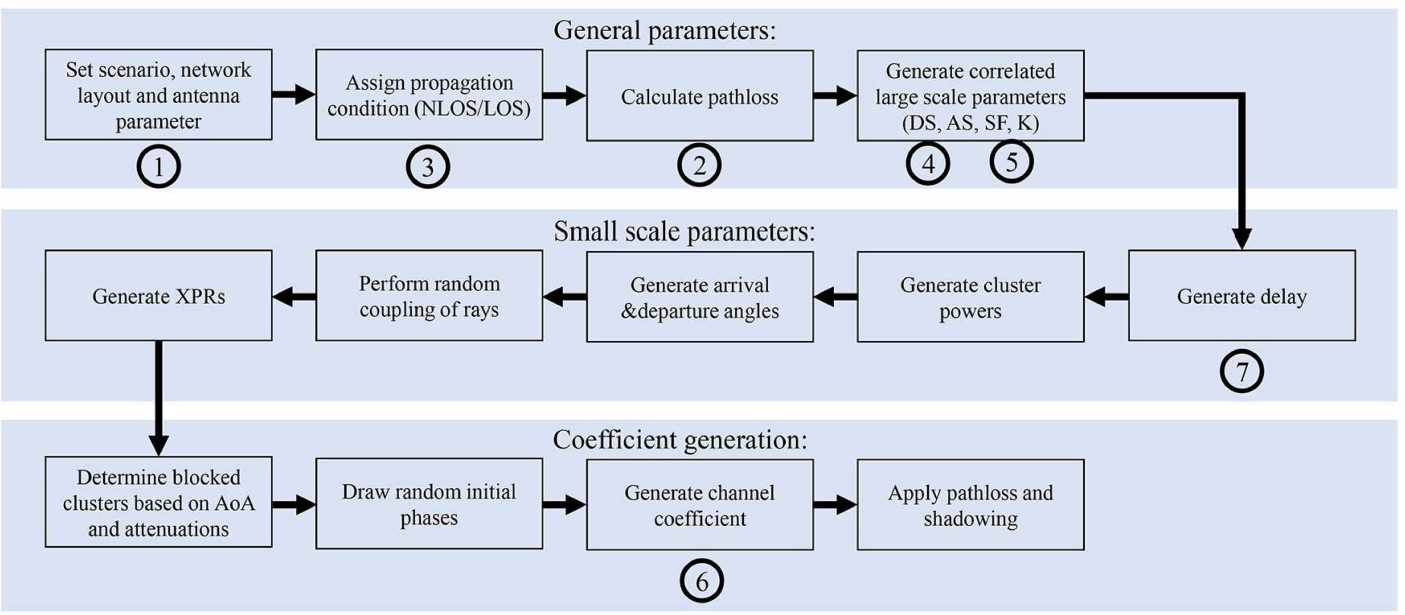 General parameters:
Set scenario, network
layout and antenna
parameter
Assign propagation
condition (NLOS/LOS)
Calculate pathloss
Generate correlated
large scale parameters
(DS, AS, SF, K)
1
3
2
4
5
Small scale parameters:
Generate XPRs
Perform random
coupling of rays
Generate arrival
&departure angles
Generate cluster
powers
Generate delay
7
Coefficient generation:
Determine blocked
clusters based on AoA
and attenuations
Draw random initial
phases
Generate channel
coefficient
Apply pathloss and
shadowing
6